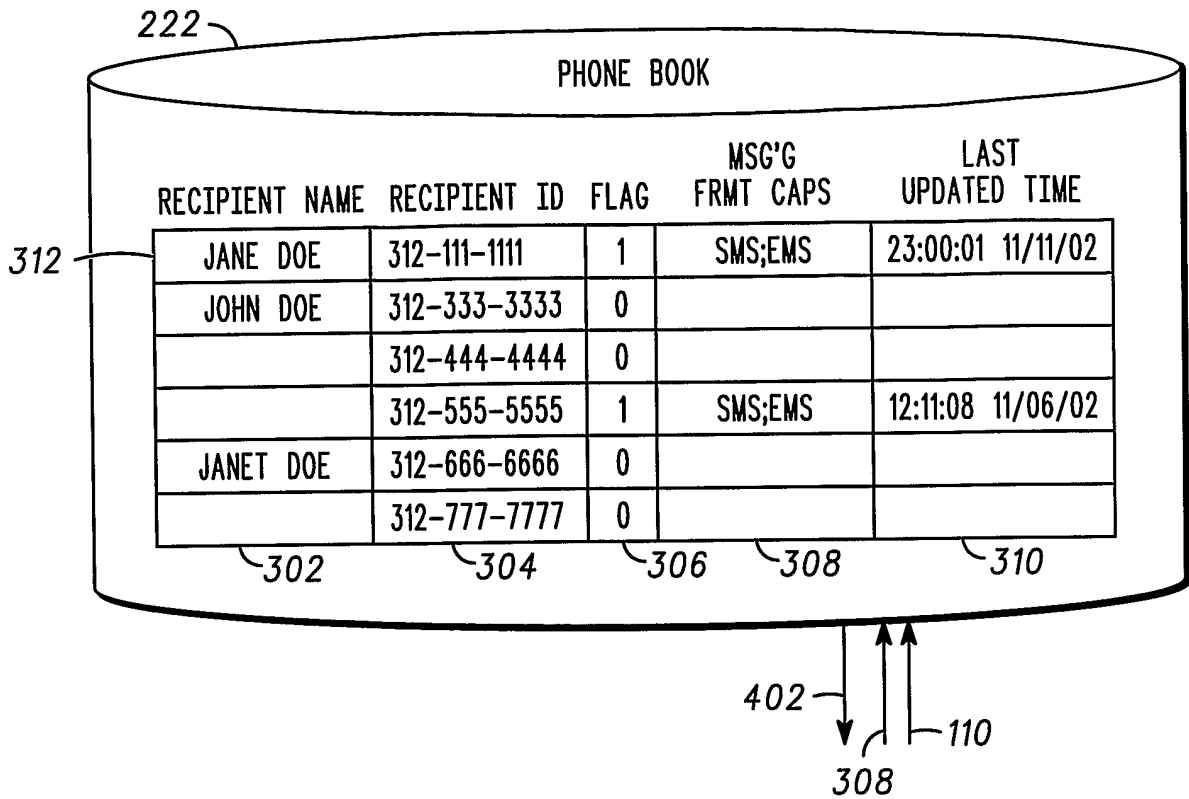 222
PHONE BOOK
MSG'G LAST
RECIPIENT NAME RECIPIENT ID FLAG FRMT CAPS UPDATED TIME
312 JANE DOE 312-111-1111 1 SMS;EMS 23:00:01 11/11/02
JOHN DOE 312-333-3333 0
312-444-4444 0
312-555-5555 1 SMS;EMS 12:11:08 11/06/02
JANET DOE 312-666-6666 0
312-777-7777 0
302 304 306 308 310
402
110
308